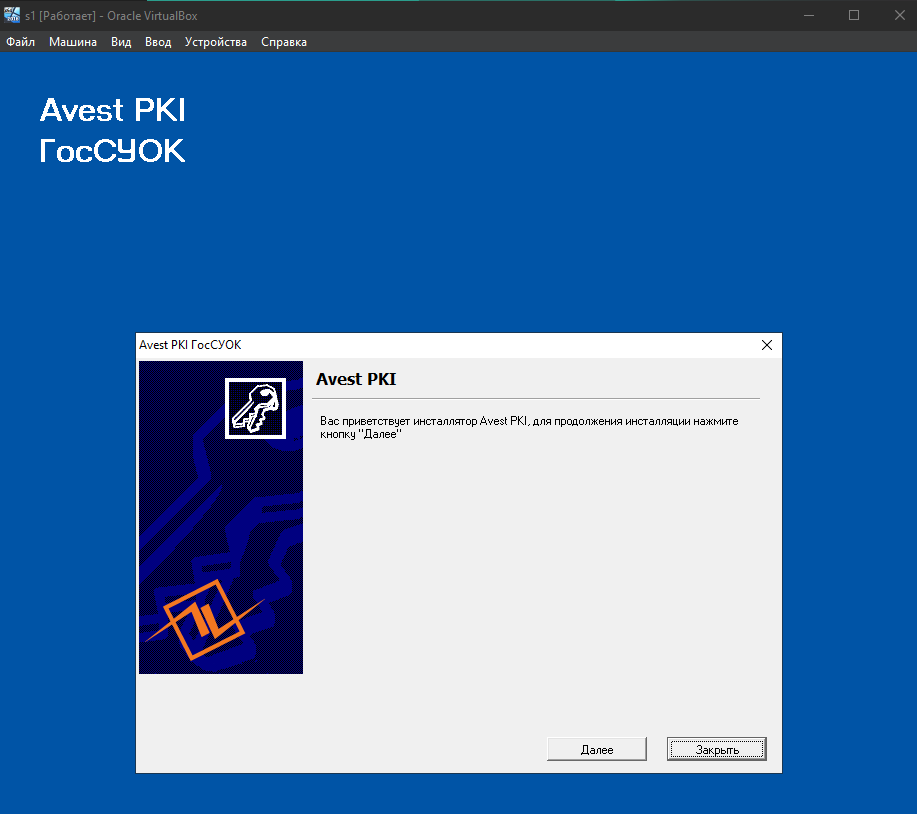 s1 [Работает] - Oracle VirtualBox
Файл Машина Вид Ввод Устройства Справка
Avest PKI
ГосСУОК
Avest PKI ГосСУОК
Avest PKI
Вас приветствует инсталлятор Avest PKI, для продолжения инсталляции нажмите
кнопку "Далее"
Далее Закрыть